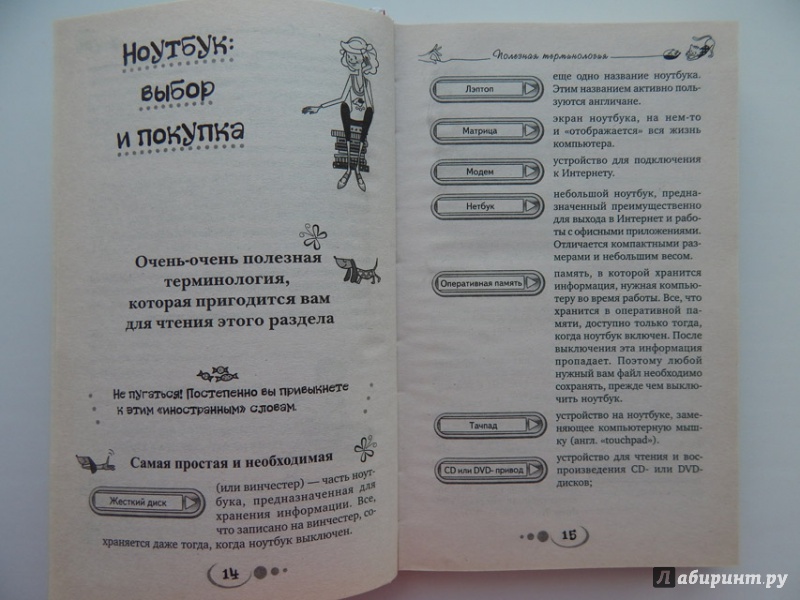 Ноутбук:
выбор
и покупка
Очень-очень полезная
терминология,
которая пригодится вам
для чтения этого раздела
Не пугаться! Постепенно вы привыкнете
к этим «иностранным» словам.
Самая простая и необходимая
Жесткий диск
(или винчестер) — часть ноут-
бука, предназначенная для
хранения информации. Все,
что записано на винчестер, со-
храняется даже тогда, когда ноутбук выключен.
14
Полезная терминология
Лэптоп
еще одно название ноутбука.
Этим названием активно поль-
зуются англичане.
Матрица
экран ноутбука, на нем-то
и «отображается» вся жизнь
компьютера.
Модем
устройство для подключения
к Интернету.
Нетбук
небольшой ноутбук, предна-
значенный преимущественно
для выхода в Интернет и рабо-
ты с офисными приложениями.
Отличается компактными раз-
мерами и небольшим весом.
Оперативная память
память, в которой хранится
информация, нужная компью-
теру во время работы. Все, что
хранится в оперативной па-
мяти, доступно только тогда,
когда ноутбук включен. После
выключения эта информация
пропадает. Поэтому любой
нужный вам файл необходимо
сохранять, прежде чем выклю-
чить ноутбук.
Тачпад
устройство на ноутбуке, заме-
няющее компьютерную мыш-
ку (англ. «touchpad»).
CD или DVD- привод
устройство для чтения и вос-
произведения CD- или DVD-
дисков;
15
Лабиринт.ру